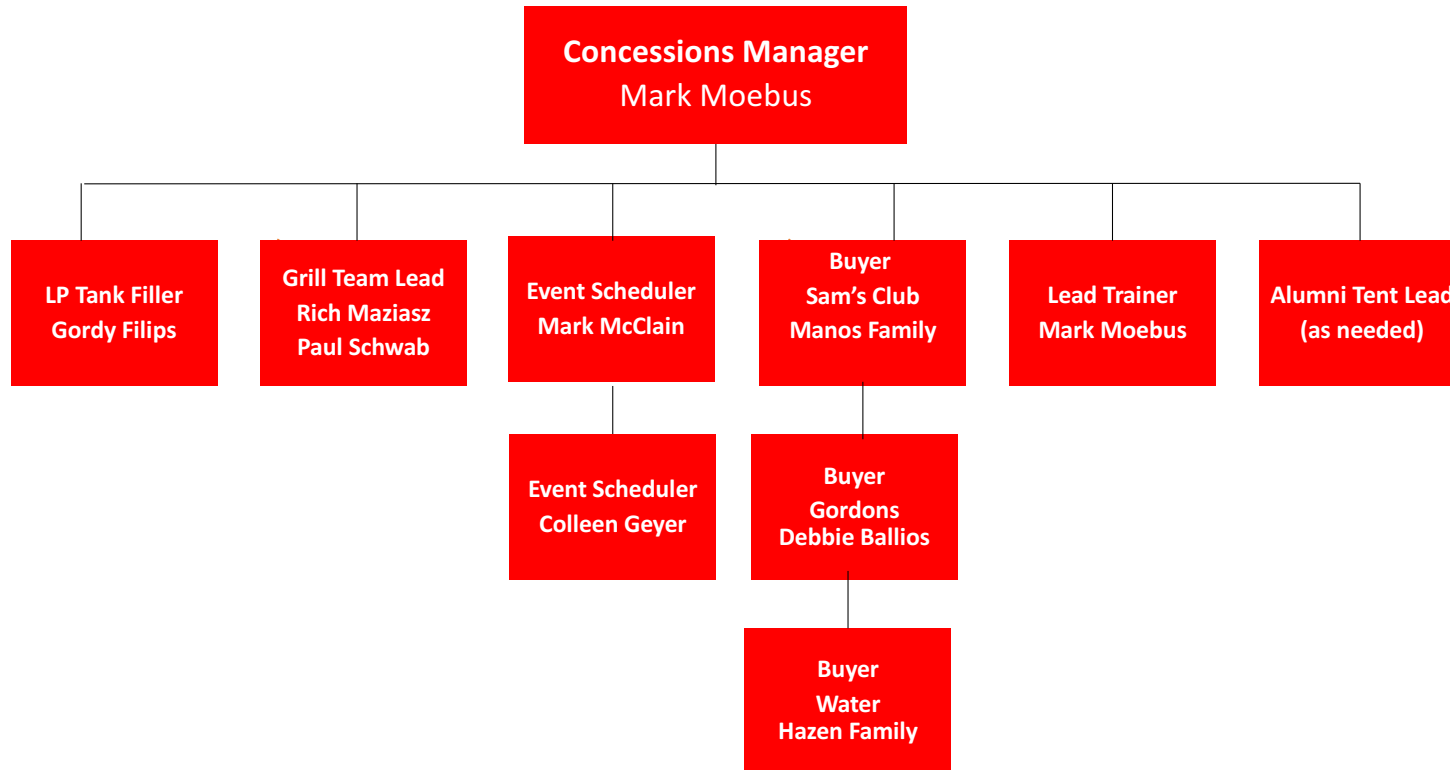 Concessions Manager
Mark Moebus
LP Tank Filler
Gordy Filips
Grill Team Lead
Rich Maziasz
Paul Schwab
Event Scheduler
Mark McClain
Buyer
Sam’s Club
Manos Family
Lead Trainer
Mark Moebus
Alumni Tent Lead
(as needed)
Event Scheduler
Colleen Geyer
Buyer
Gordons
Debbie Ballios
Buyer
Water
Hazen Family